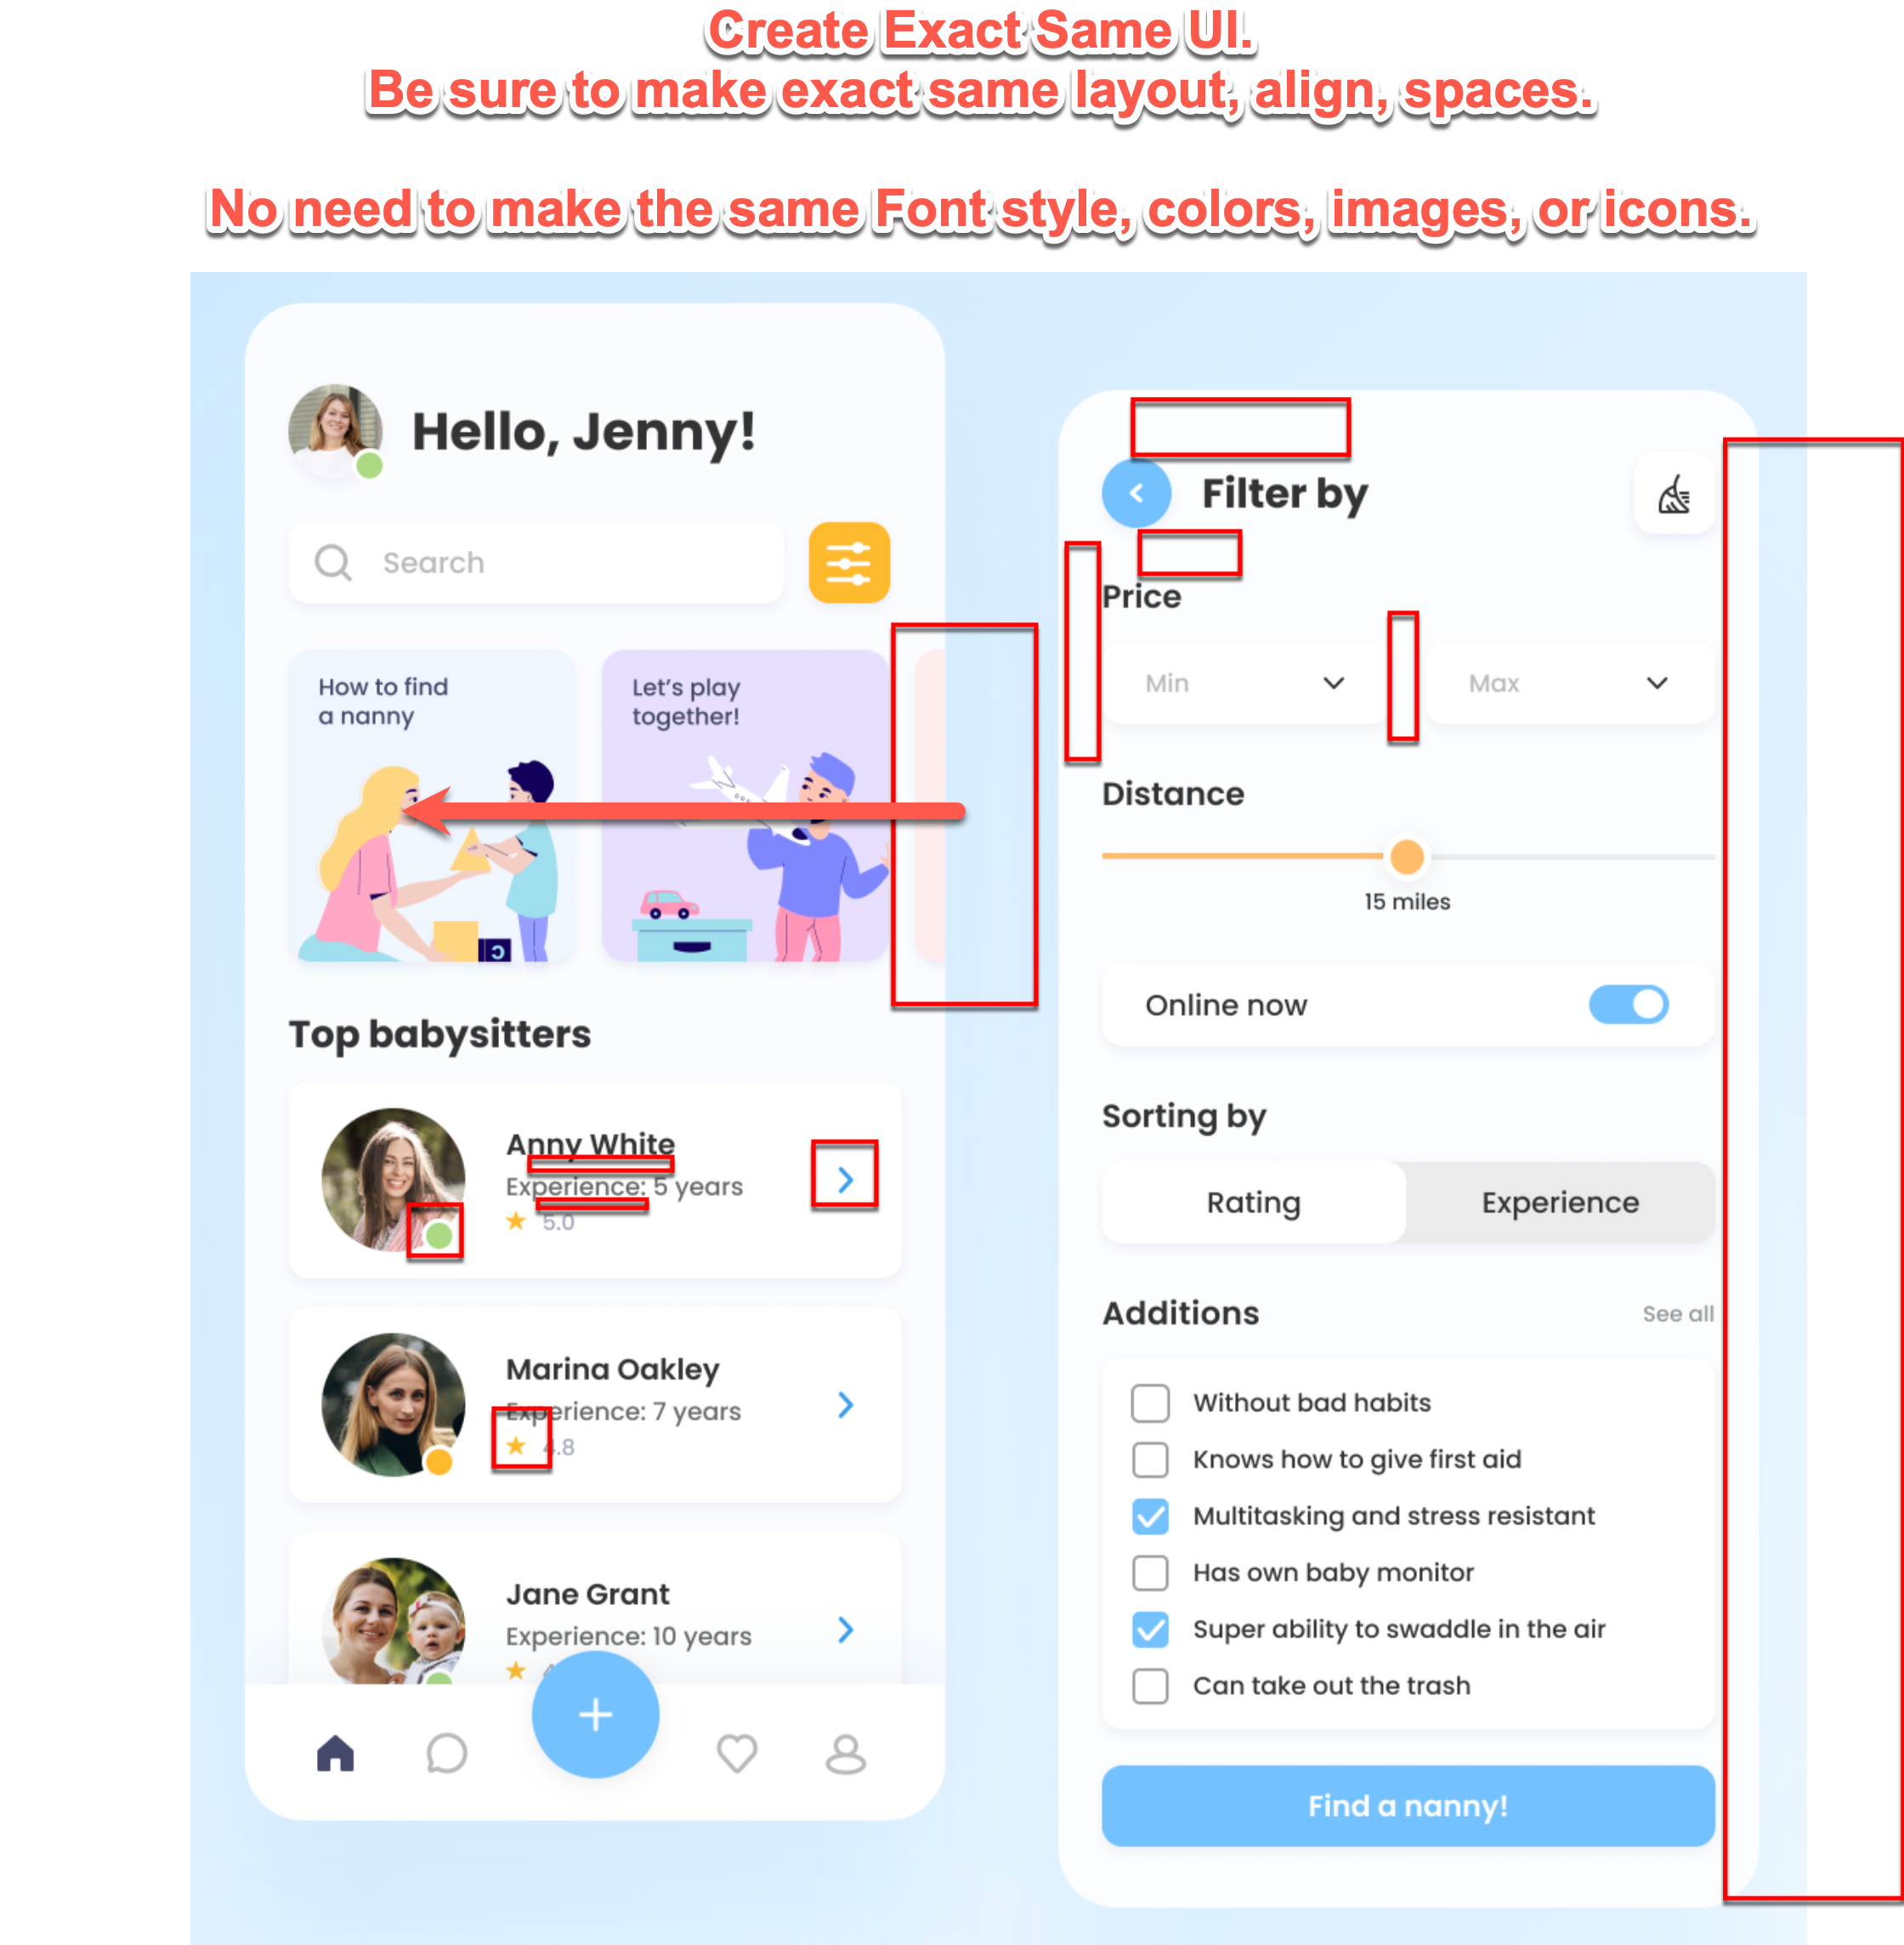 Create Exact Same UI.
Be sure to make exact same layout, align, spaces.
No need to make the same Font style, colors, images, or icons.
Hello, Jenny!
Search
How to find
a nanny
Let's play
together!
Top babysitters
Anny White
Experience: 5 years
5.0
Marina Oakley
Experience: 7 years
4.8
Jane Grant
Experience: 10 years
Filter by
Price
Min
Max
Distance
15 miles
Online now
Sorting by
Rating
Experience
Additions
See all
Without bad habits
Knows how to give first aid
Multitasking and stress resistant
Has own baby monitor
Super ability to swaddle in the air
Can take out the trash
Find a nanny!